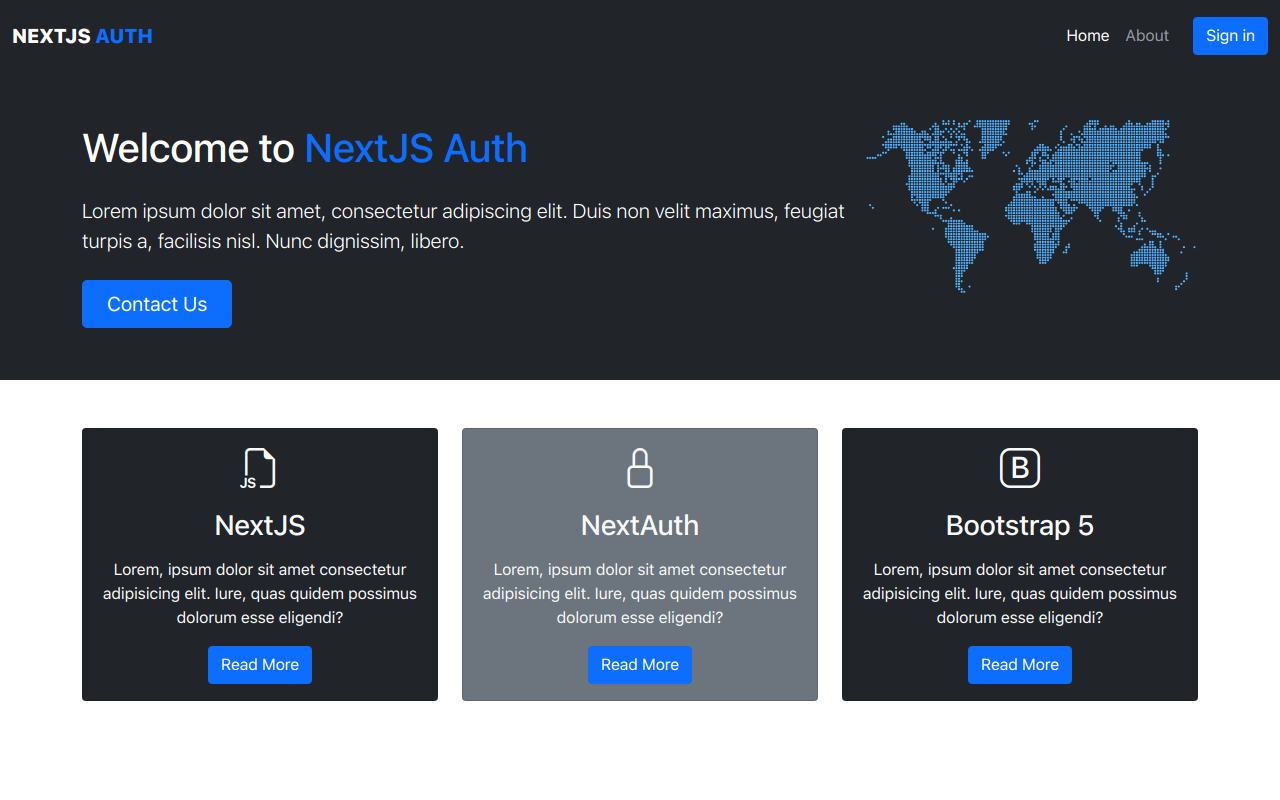 NEXTJS AUTH
Home
About
Sign in
Welcome to NextJS Auth
Lorem ipsum dolor sit amet, consectetur adipiscing elit. Duis non velit maximus, feugiat
turpis a, facilisis nisl. Nunc dignissim, libero.
Contact Us
JS
NextJS
Lorem, ipsum dolor sit amet consectetur
adipisicing elit. Iure, quas quidem possimus
dolorum esse eligendi?
Read More
NextAuth
Lorem, ipsum dolor sit amet consectetur
adipisicing elit. Iure, quas quidem possimus
dolorum esse eligendi?
Read More
B
Bootstrap 5
Lorem, ipsum dolor sit amet consectetur
adipisicing elit. Iure, quas quidem possimus
dolorum esse eligendi?
Read More